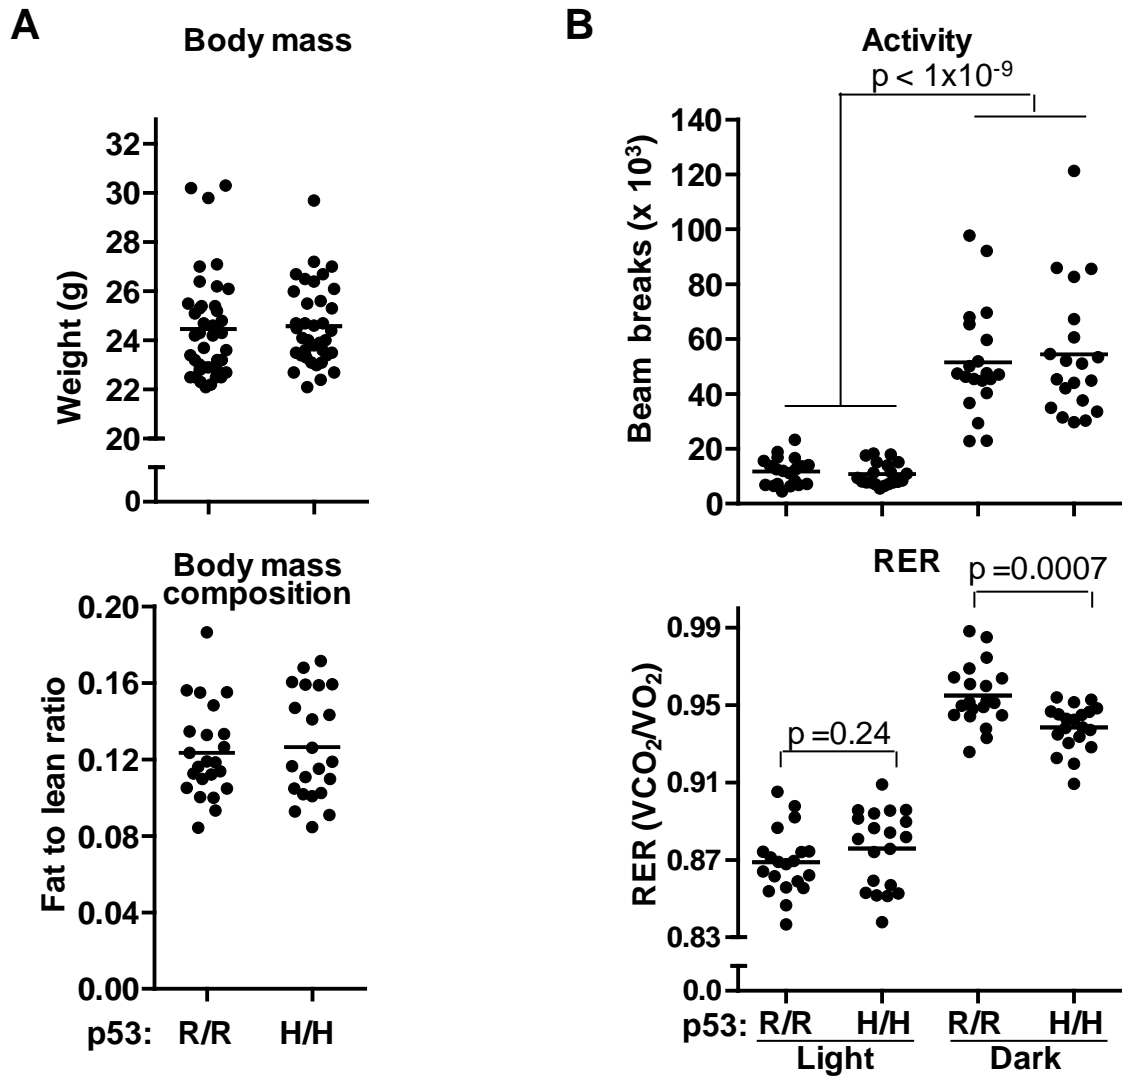 A
Body mass
Weight (g)
32
30
28
26
24
22
20
0
Body mass
composition
Fat to lean ratio
0.20
0.16
0.12
0.08
0.04
0.00
p53: R/R H/H
B
Activity
p < 1x10⁻⁹
Beam breaks (x 10³)
140
120
100
80
60
40
20
0
RER
p =0.0007
p =0.24
RER (VCO₂/VO₂)
0.99
0.95
0.91
0.87
0.83
0.0
p53: R/R H/H R/R H/H
Light Dark